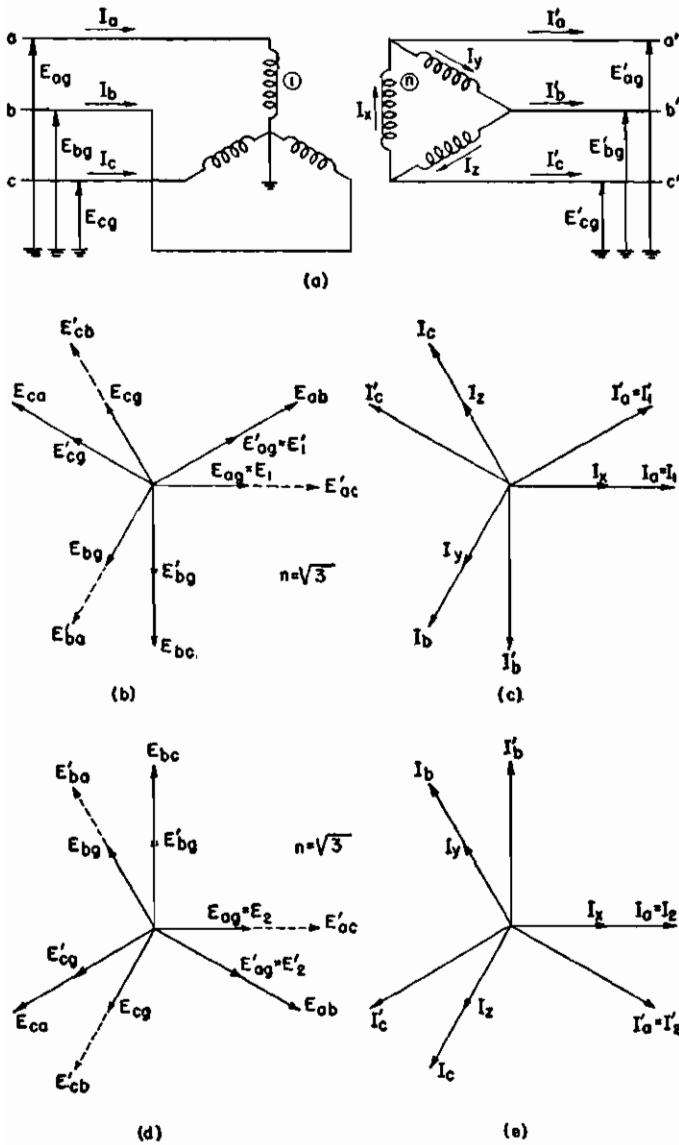 a Ia Eag
b Ib Ebg
c Ic Ecg
1
n Ix Iy Iz
I'a a' E'ag
I'b b' E'bg
I'c c' E'cg
(a)
E'cb
Eca Ecg Eab
E'cg E'ag=E'1
Eag=E1 E'ac
Ebg E'bg n=√3
E'ba Ebc
(b)
Ic
I'c Iz I'a=I'1
Ix Ia=I1
Iy
Ib I'b
(c)
Ebc
E'ba
Ebg E'bg n=√3
Eag=E2 E'ac
E'cg E'ag=E'2
Eca Ecg Eab
E'cb
(d)
I'b
Ib
Iy
Ix Ia=I2
I'c Iz I'a=I'2
Ic
(e)